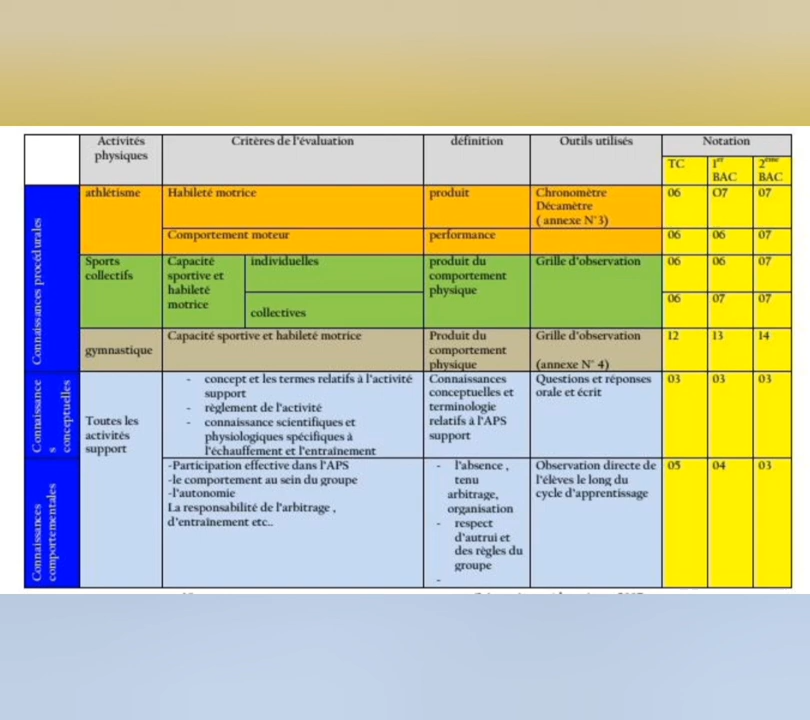 Activités physiques
Critères de l'évaluation
définition
Outils utilisés
Notation
TC
1er BAC
2eme BAC
Connaissances procédurales
athlétisme
Habileté motrice
produit
Chronomètre
Décamètre
( annexe N°3)
06
O7
07
Comportement moteur
performance
06
06
07
Sports
collectifs
Capacité
sportive et
habileté
motrice
individuelles
produit du
comportement
physique
Grille d'observation
06
06
07
collectives
06
07
07
gymnastique
Capacité sportive et habileté motrice
Produit du
comportement
physique
Grille d'observation
(annexe N° 4)
12
13
14
Connaissance
s
conceptuelles
Toutes les
activités
support
- concept et les termes relatifs à l'activité
support
- règlement de l'activité
- connaissance scientifiques et
physiologiques spécifiques à
l'échauffement et l'entraînement
Connaissances
conceptuelles et
terminologie
relatifs à l'APS
support
Questions et réponses
orale et écrit
03
03
03
Connaissances
comportementales
-Participation effective dans l'APS
-le comportement au sein du groupe
-l'autonomie
La responsabilité de l'arbitrage ,
d'entraînement etc..
- l'absence ,
tenu
arbitrage,
organisation
- respect
d'autrui et
des règles du
groupe
-
Observation directe de
l'élèves le long du
cycle d'apprentissage
05
04
03